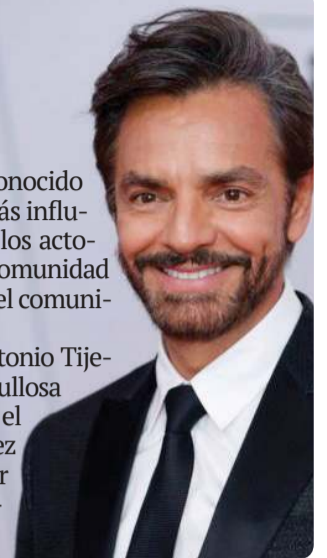 onocido
ás influ-
los acto-
omunidad
el comuni-
tonio Tije-
ullosa
el
ez
r